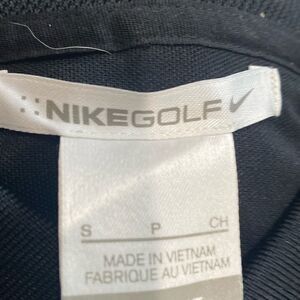 NIKEGOLF
S P CH
MADE IN VIETNAM
FABRIQUE AU VIETNAM